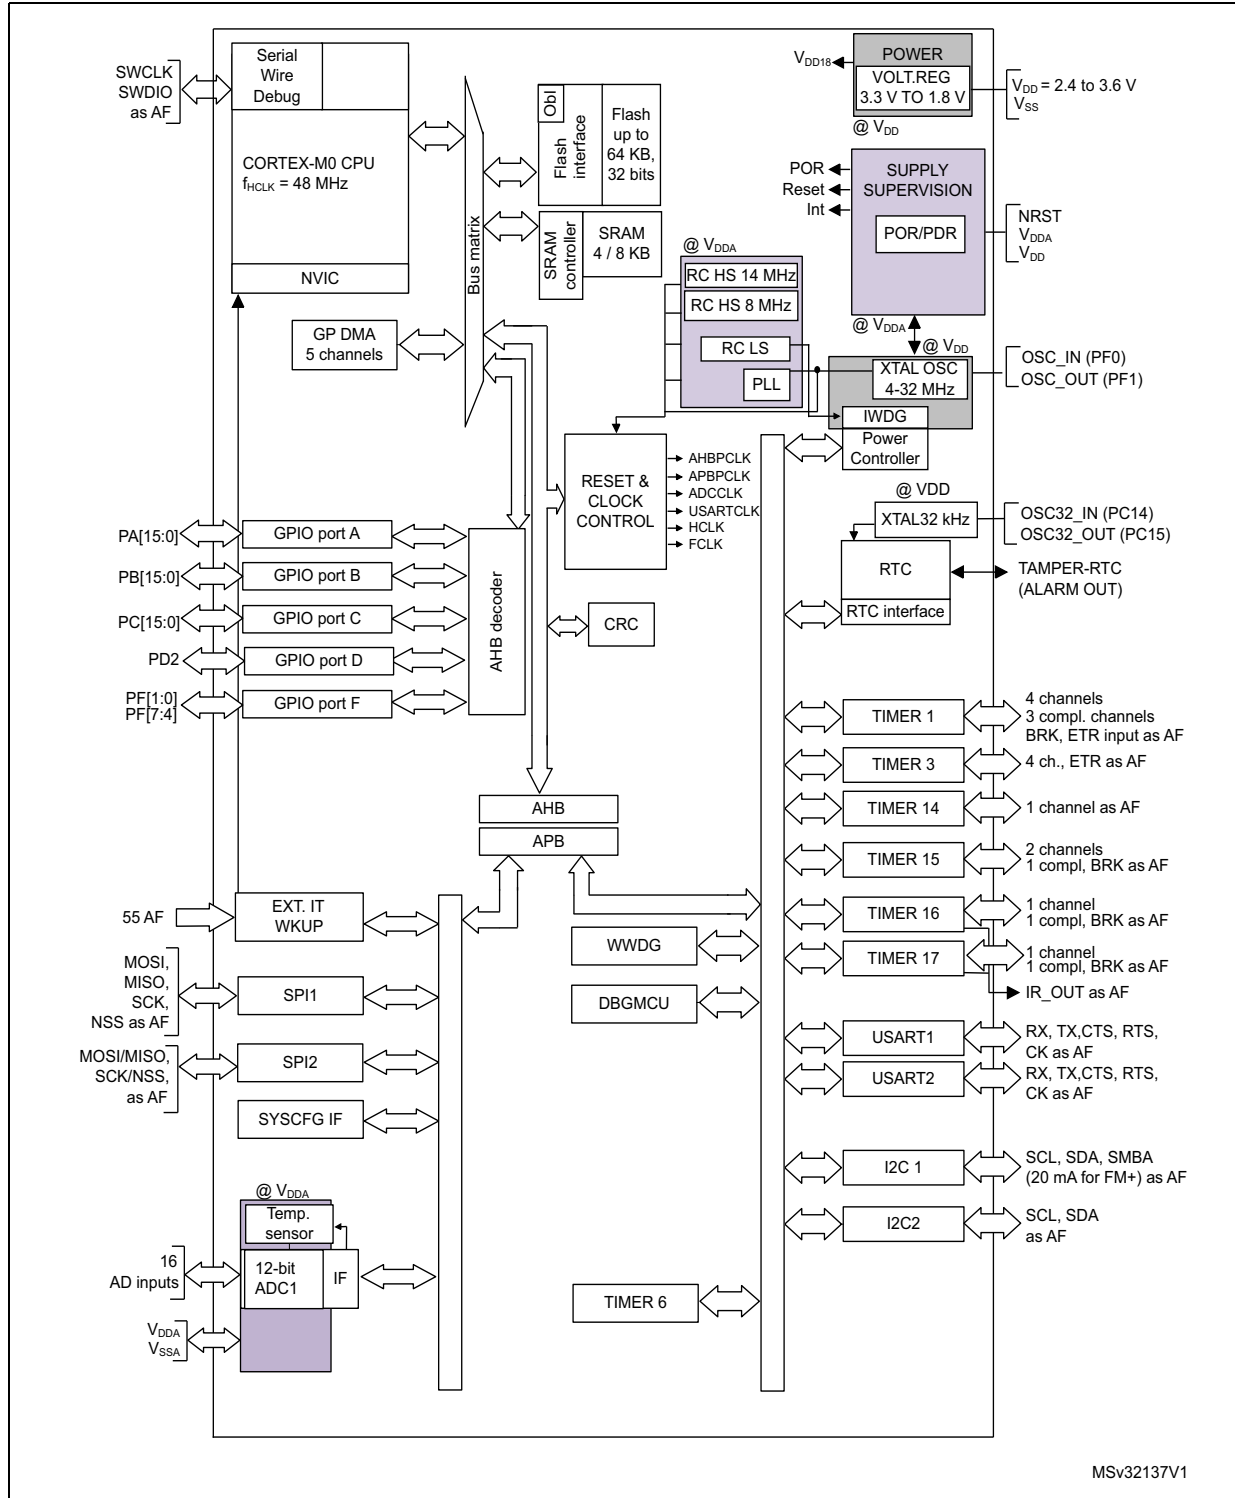 SWCLK
SWDIO
as AF
Serial
Wire
Debug
CORTEX-M0 CPU
fHCLK = 48 MHz
NVIC
Bus matrix
Obl
Flash
interface
Flash
up to
64 KB,
32 bits
SRAM
controller
SRAM
4 / 8 KB
GP DMA
5 channels
VDD18
POWER
VOLT.REG
3.3 V TO 1.8 V
VDD = 2.4 to 3.6 V
VSS
@ VDD
POR
Reset
Int
SUPPLY
SUPERVISION
POR/PDR
NRST
VDDA
VDD
@ VDDA
@ VDDA
RC HS 14 MHz
RC HS 8 MHz
RC LS
PLL
@ VDD
XTAL OSC
4-32 MHz
OSC_IN (PF0)
OSC_OUT (PF1)
IWDG
Power
Controller
RESET &
CLOCK
CONTROL
AHBPCLK
APBPCLK
ADCCLK
USARTCLK
HCLK
FCLK
@ VDD
XTAL32 kHz
OSC32_IN (PC14)
OSC32_OUT (PC15)
RTC
RTC interface
TAMPER-RTC
(ALARM OUT)
PA[15:0]
GPIO port A
PB[15:0]
GPIO port B
PC[15:0]
GPIO port C
PD2
GPIO port D
PF[1:0]
PF[7:4]
GPIO port F
AHB decoder
CRC
AHB
APB
TIMER 1
4 channels
3 compl. channels
BRK, ETR input as AF
TIMER 3
4 ch., ETR as AF
TIMER 14
1 channel as AF
TIMER 15
2 channels
1 compl, BRK as AF
TIMER 16
1 channel
1 compl, BRK as AF
TIMER 17
1 channel
1 compl, BRK as AF
IR_OUT as AF
55 AF
EXT. IT
WKUP
WWDG
DBGMCU
MOSI,
MISO,
SCK,
NSS as AF
SPI1
MOSI/MISO,
SCK/NSS,
as AF
SPI2
SYSCFG IF
USART1
RX, TX,CTS, RTS,
CK as AF
USART2
RX, TX,CTS, RTS,
CK as AF
I2C 1
SCL, SDA, SMBA
(20 mA for FM+) as AF
I2C2
SCL, SDA
as AF
@ VDDA
Temp.
sensor
16
AD inputs
12-bit
ADC1
IF
VDDA
VSSA
TIMER 6
MSv32137V1